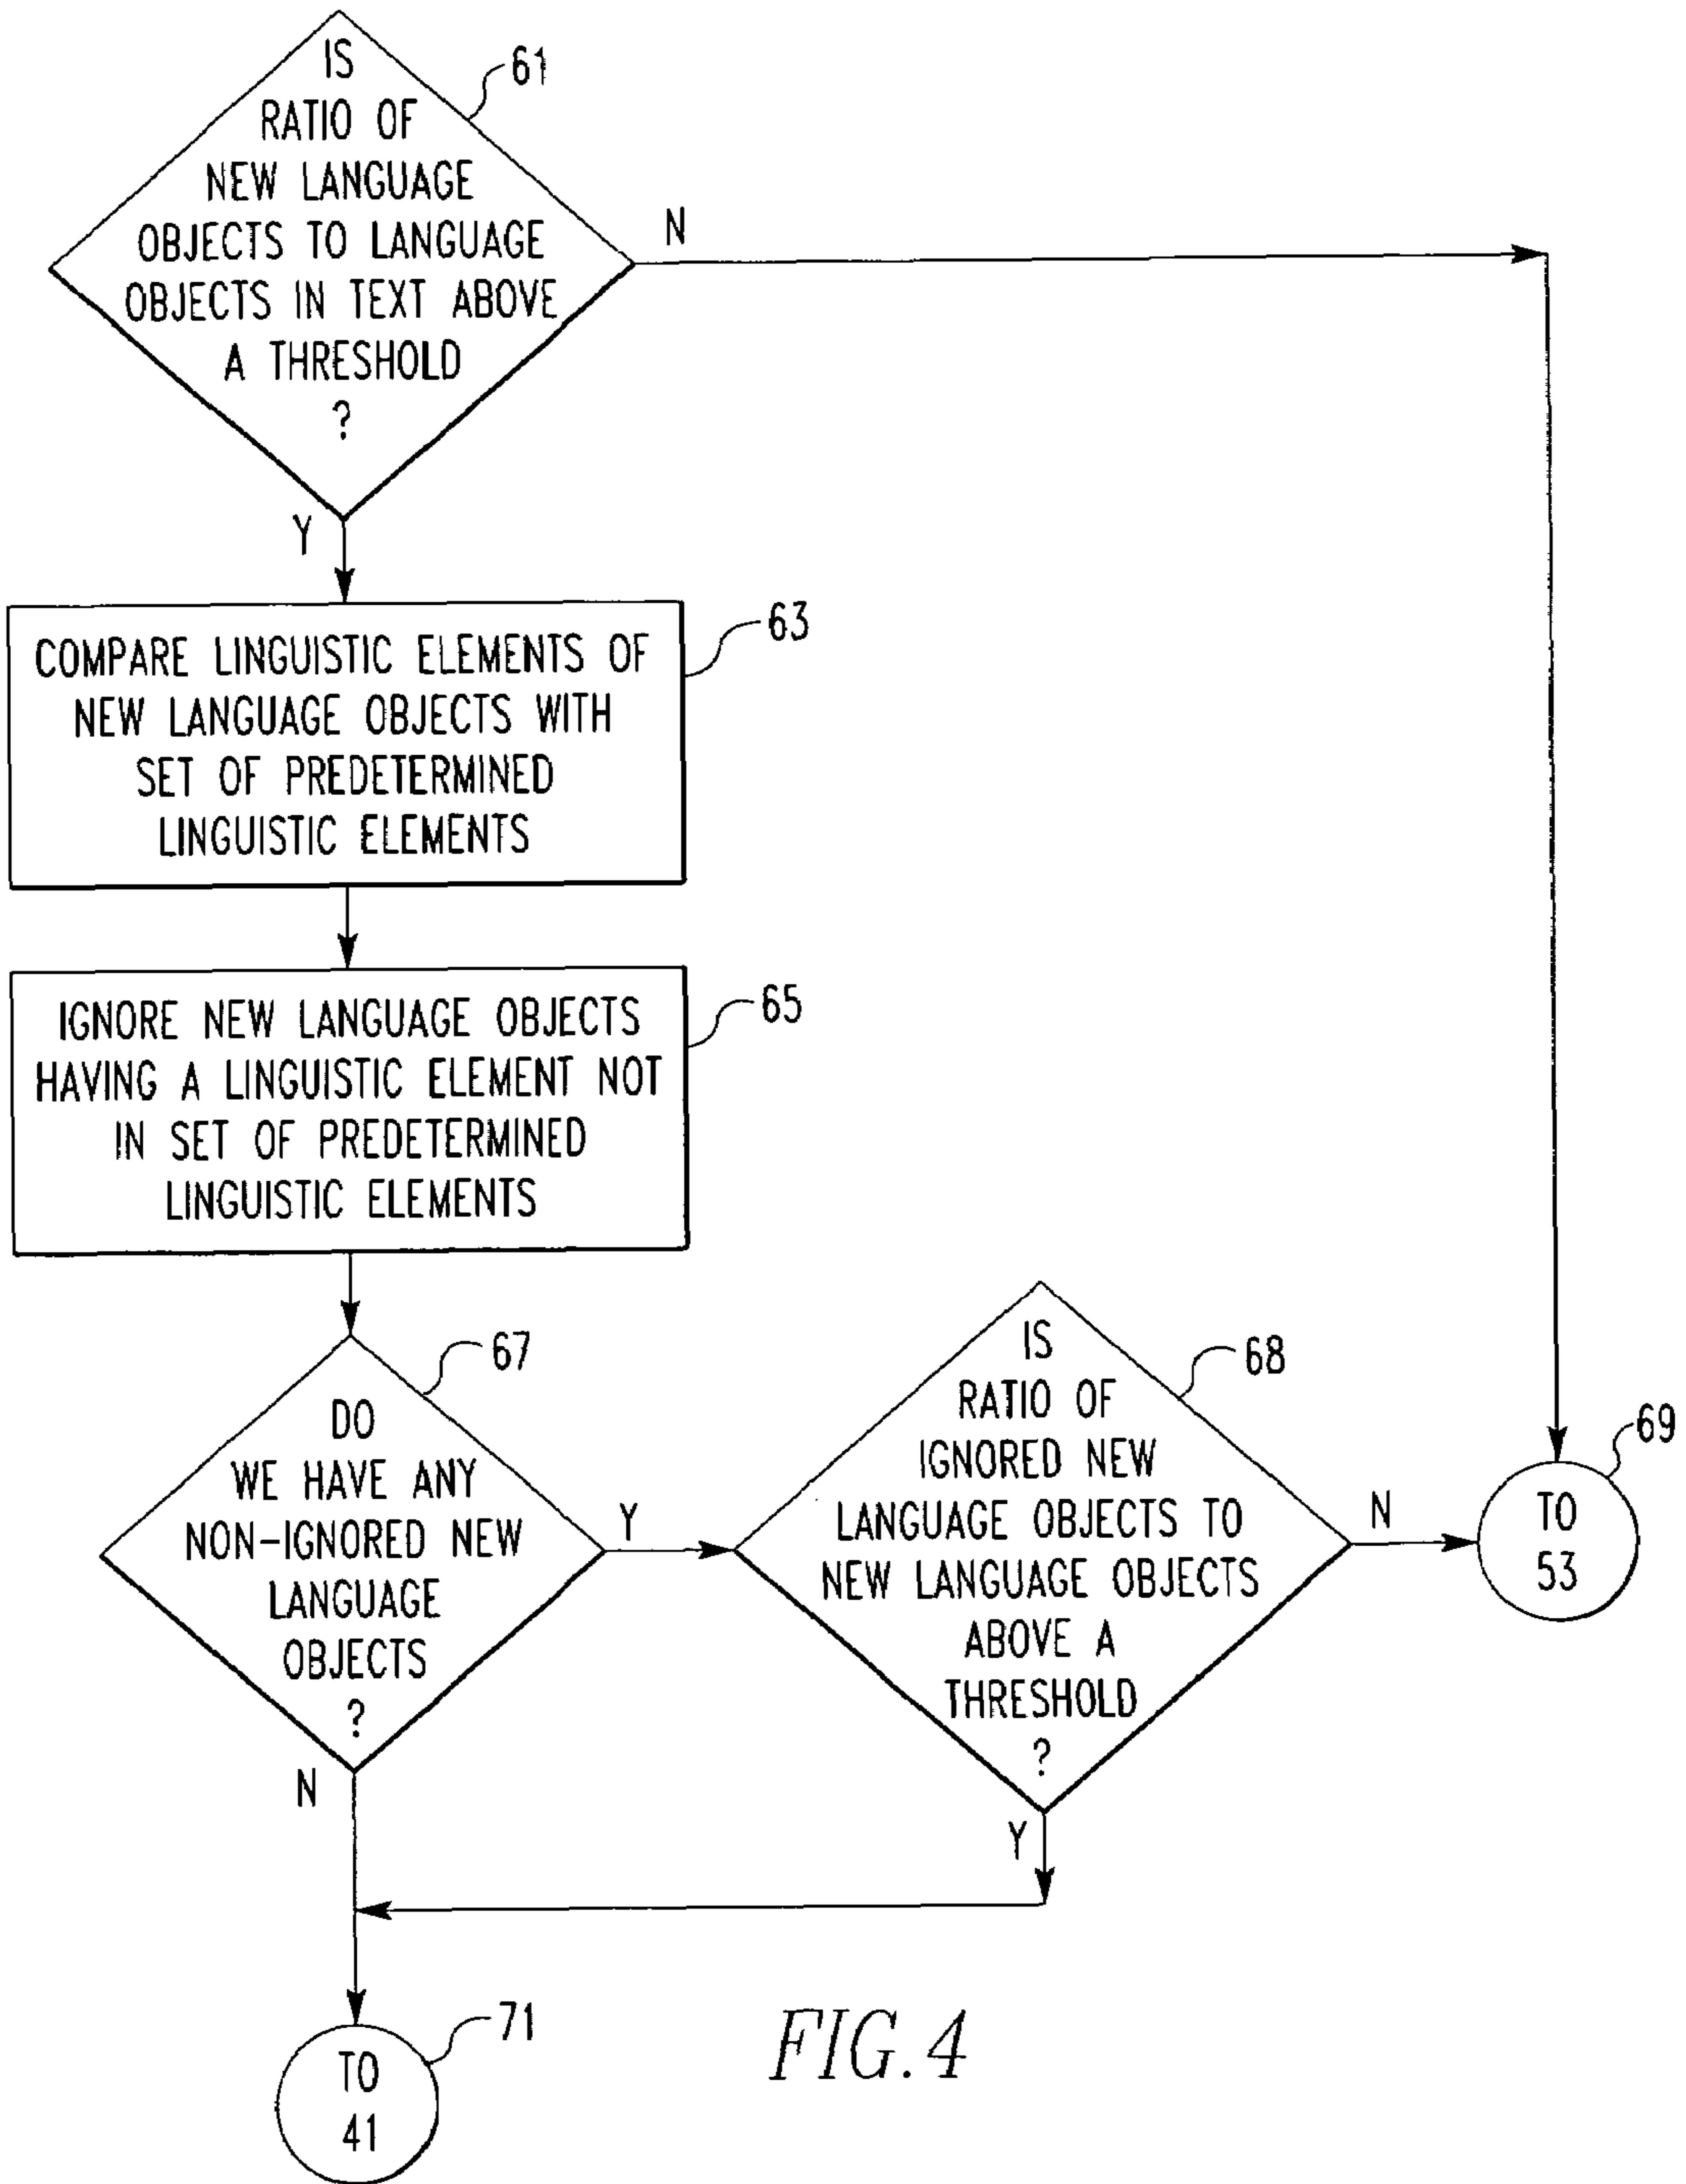 IS
RATIO OF
NEW LANGUAGE
OBJECTS TO LANGUAGE
OBJECTS IN TEXT ABOVE
A THRESHOLD
?
61
N
Y
COMPARE LINGUISTIC ELEMENTS OF
NEW LANGUAGE OBJECTS WITH
SET OF PREDETERMINED
LINGUISTIC ELEMENTS
63
IGNORE NEW LANGUAGE OBJECTS
HAVING A LINGUISTIC ELEMENT NOT
IN SET OF PREDETERMINED
LINGUISTIC ELEMENTS
65
DO
WE HAVE ANY
NON-IGNORED NEW
LANGUAGE
OBJECTS
?
67
Y
N
IS
RATIO OF
IGNORED NEW
LANGUAGE OBJECTS TO
NEW LANGUAGE OBJECTS
ABOVE A
THRESHOLD
?
68
N
Y
TO
53
69
TO
41
71
FIG. 4